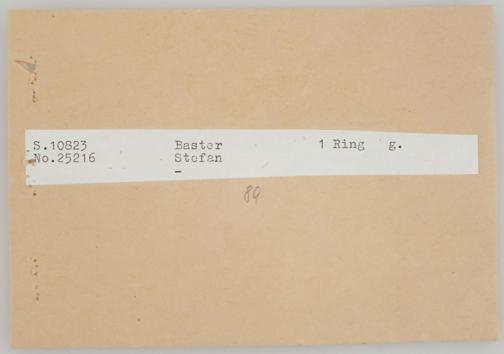 S.10823 Baster 1 Ring g.
No.25216 Stefan
-
89